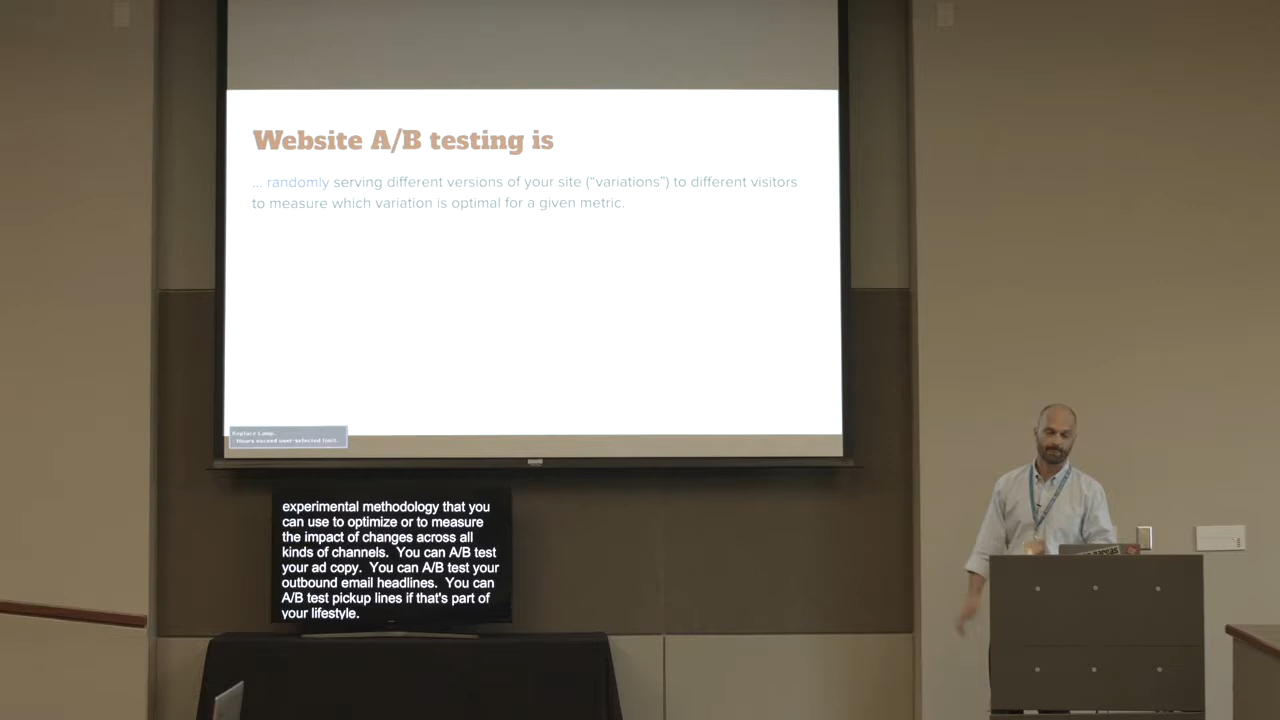 Website A/B testing is
... randomly serving different versions of your site (“variations”) to different visitors
to measure which variation is optimal for a given metric.
Replace Lamp.
Hours exceed user-selected limit.
experimental methodology that you
can use to optimize or to measure
the impact of changes across all
kinds of channels.  You can A/B test
your ad copy.  You can A/B test your
outbound email headlines.  You can
A/B test pickup lines if that's part of
your lifestyle.